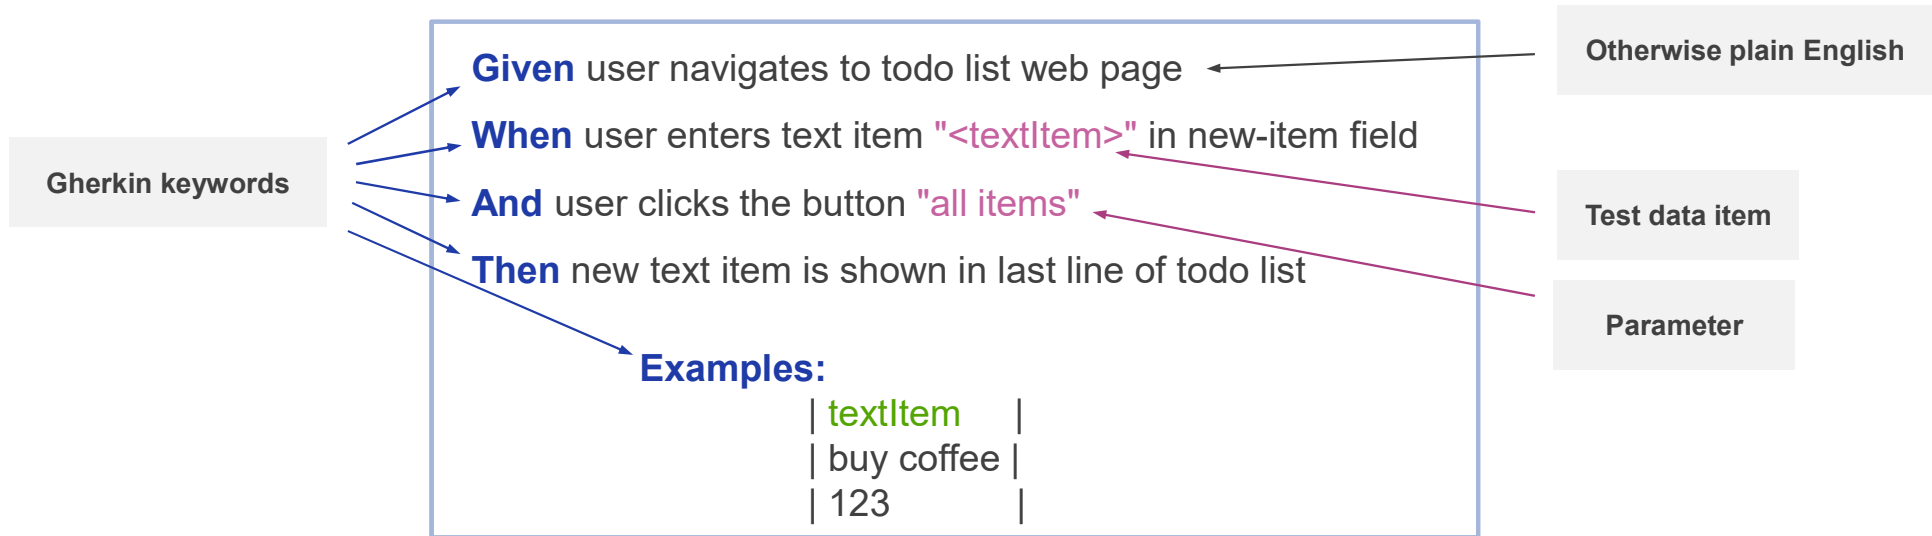 Otherwise plain English
Given user navigates to todo list web page
When user enters text item "<textItem>" in new-item field
Gherkin keywords
And user clicks the button "all items"
Test data item
Then new text item is shown in last line of todo list
Parameter
Examples:
| textItem |
| buy coffee |
| 123 |